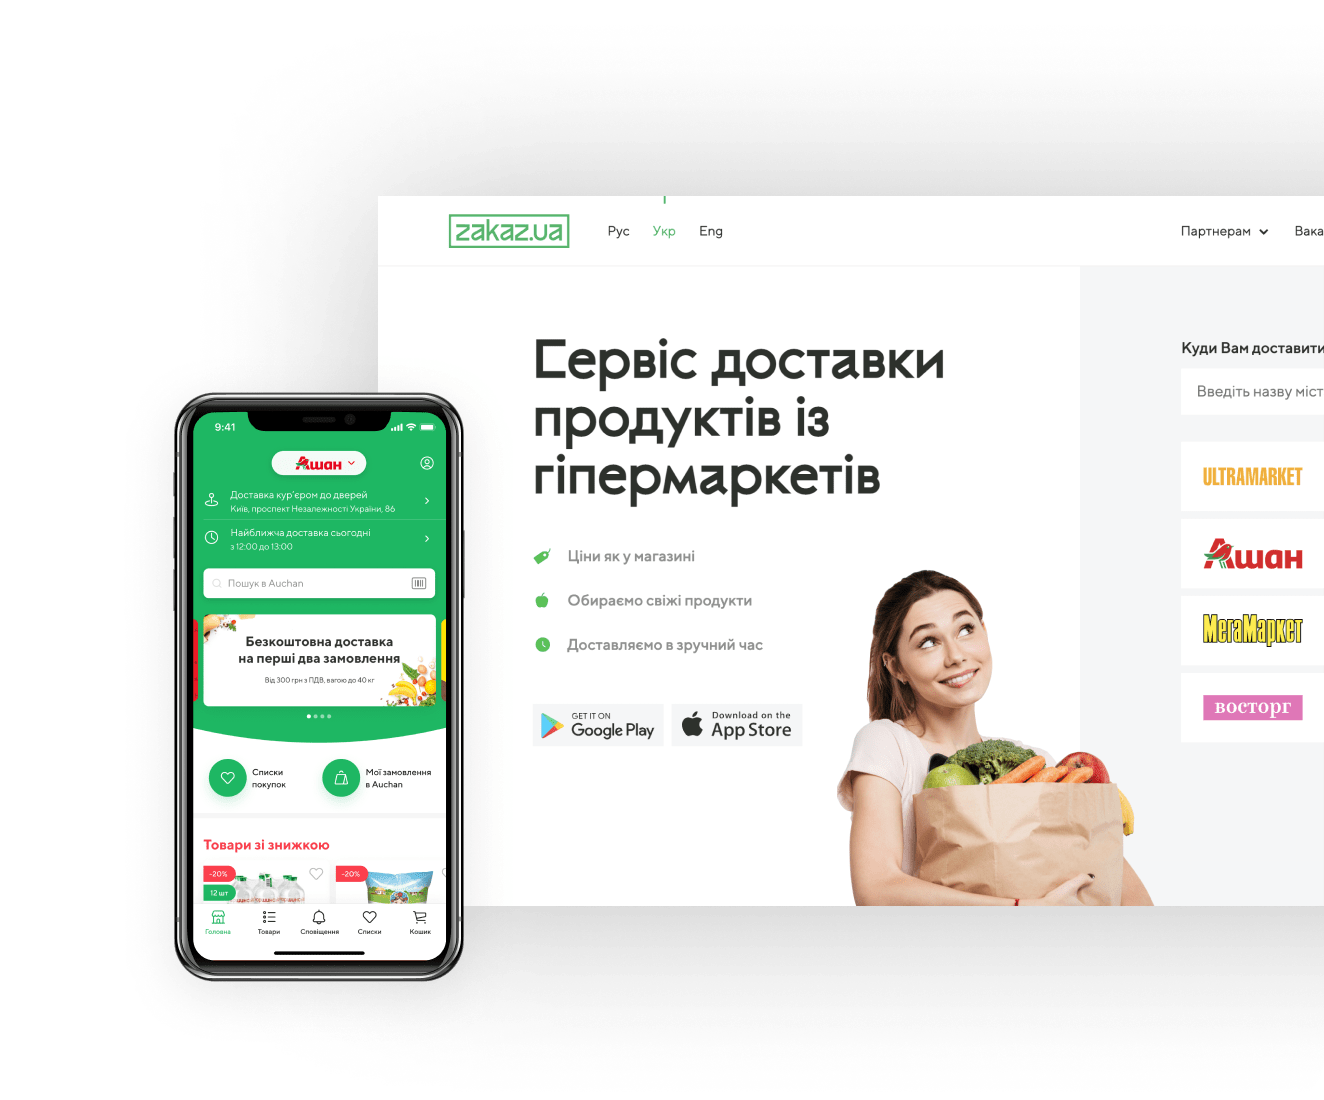 zakaz.ua
Рус Укр Eng
Партнерам
Вака
Сервіс доставки
продуктів із
гіпермаркетів
Ціни як у магазині
Обираємо свіжі продукти
Доставляємо в зручний час
GET IT ON
Google Play
Download on the
App Store
Куди Вам доставити
Введіть назву міст
ULTRAMARKET
Ашан
МегаМаркет
восторг
9:41
Ашан
Доставка кур'єром до дверей
Київ, проспект Незалежності України, 86
Найближча доставка сьогодні
з 12:00 до 13:00
Пошук в Auchan
Безкоштовна доставка
на перші два замовлення
Від 300 грн з ПДВ, вагою до 40 кг
Списки
покупок
Мої замовлення
в Auchan
Товари зі знижкою
-20%
12 шт
-20%
Головна
Товари
Сповіщення
Списки
Кошик